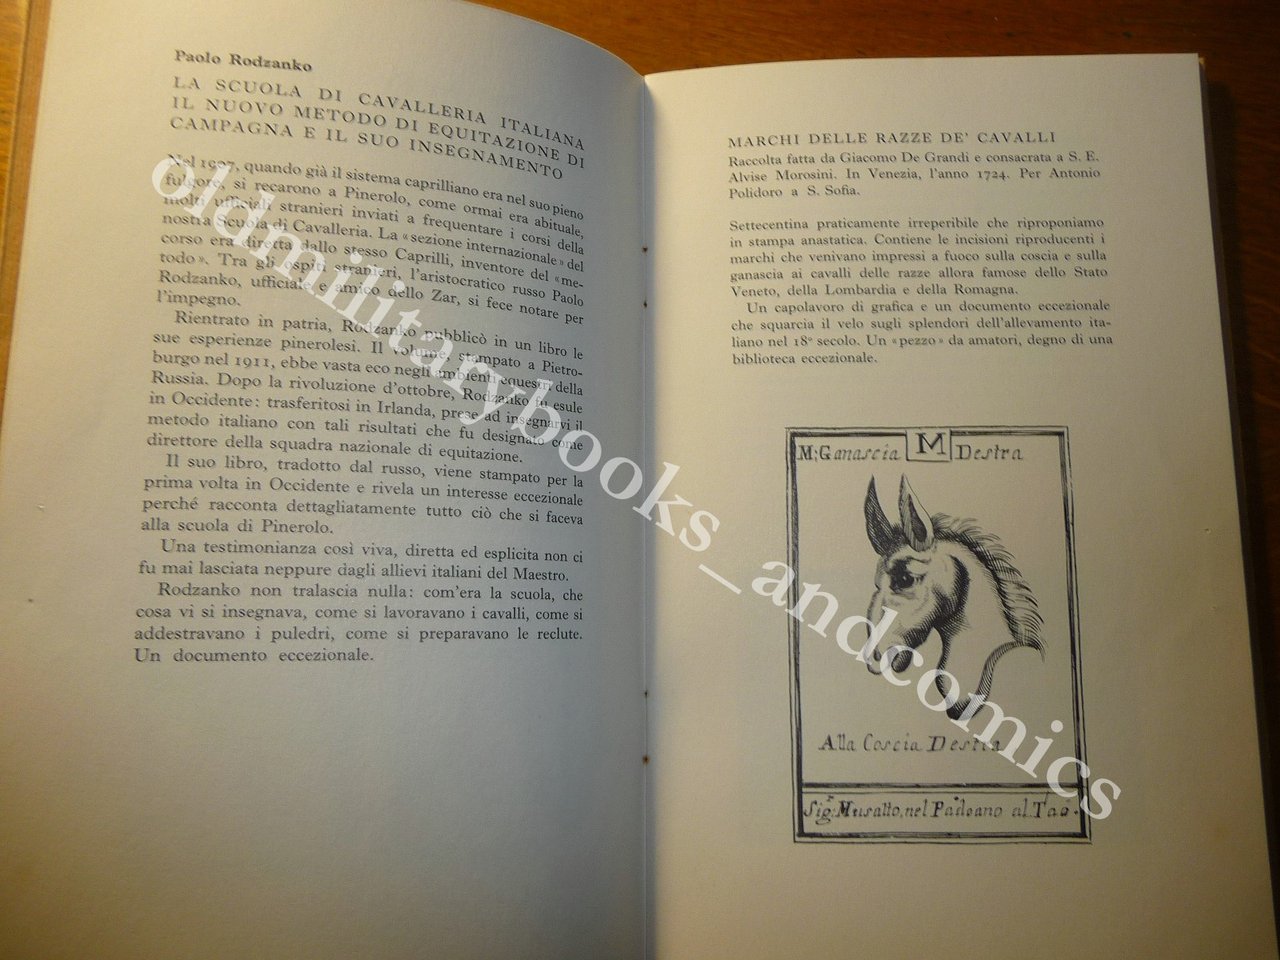 Paolo Rodzanko
LA SCUOLA DI CAVALLERIA ITALIANA
IL NUOVO METODO DI EQUITAZIONE DI
CAMPAGNA E IL SUO INSEGNAMENTO
Nel 1907, quando già il sistema caprilliano era nel suo pieno
fulgore, si recarono a Pinerolo, come ormai era abituale,
molti ufficiali stranieri inviati a frequentare i corsi della
nostra Scuola di Cavalleria. La «sezione internazionale» del
corso era diretta dallo stesso Caprilli, inventore del «me-
todo». Tra gli ospiti stranieri, l'aristocratico russo Paolo
Rodzanko, ufficiale e amico dello Zar, si fece notare per
l'impegno.
Rientrato in patria, Rodzanko pubblicò in un libro le
sue esperienze pinerolesi. Il volume, stampato a Pietro-
burgo nel 1911, ebbe vasta eco negli ambienti equestri della
Russia. Dopo la rivoluzione d'ottobre, Rodzanko fu esule
in Occidente: trasferitosi in Irlanda, prese ad insegnarvi il
metodo italiano con tali risultati che fu designato come
direttore della squadra nazionale di equitazione.
Il suo libro, tradotto dal russo, viene stampato per la
prima volta in Occidente e rivela un interesse eccezionale
perché racconta dettagliatamente tutto ciò che si faceva
alla scuola di Pinerolo.
Una testimonianza così viva, diretta ed esplicita non ci
fu mai lasciata neppure dagli allievi italiani del Maestro.
Rodzanko non tralascia nulla: com'era la scuola, che
cosa vi si insegnava, come si lavoravano i cavalli, come si
addestravano i puledri, come si preparavano le reclute.
Un documento eccezionale.
MARCHI DELLE RAZZE DE' CAVALLI
Raccolta fatta da Giacomo De Grandi e consacrata a S. E.
Alvise Morosini. In Venezia, l'anno 1724. Per Antonio
Polidoro a S. Sofia.
Settecentina praticamente irreperibile che riproponiamo
in stampa anastatica. Contiene le incisioni riproducenti i
marchi che venivano impressi a fuoco sulla coscia e sulla
ganascia ai cavalli delle razze allora famose dello Stato
Veneto, della Lombardia e della Romagna.
Un capolavoro di grafica e un documento eccezionale
che squarcia il velo sugli splendori dell'allevamento ita-
liano nel 18° secolo. Un «pezzo» da amatori, degno di una
biblioteca eccezionale.
M; Ganascia M Destra
Alla Coscia Destra
Sig.r Musatto, nel Padoano al Taó.
oldmilitarybooks_andcomics